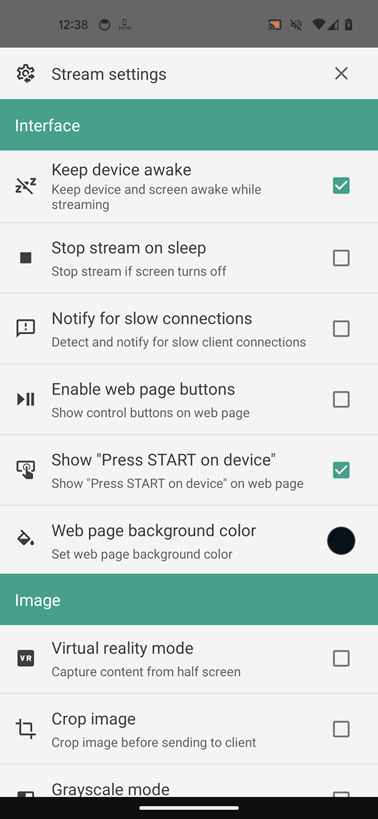 12:38
Stream settings
Interface
Keep device awake
Keep device and screen awake while
streaming
Stop stream on sleep
Stop stream if screen turns off
Notify for slow connections
Detect and notify for slow client connections
Enable web page buttons
Show control buttons on web page
Show "Press START on device"
Show "Press START on device" on web page
Web page background color
Set web page background color
Image
VR
Virtual reality mode
Capture content from half screen
Crop image
Crop image before sending to client
Grayscale mode